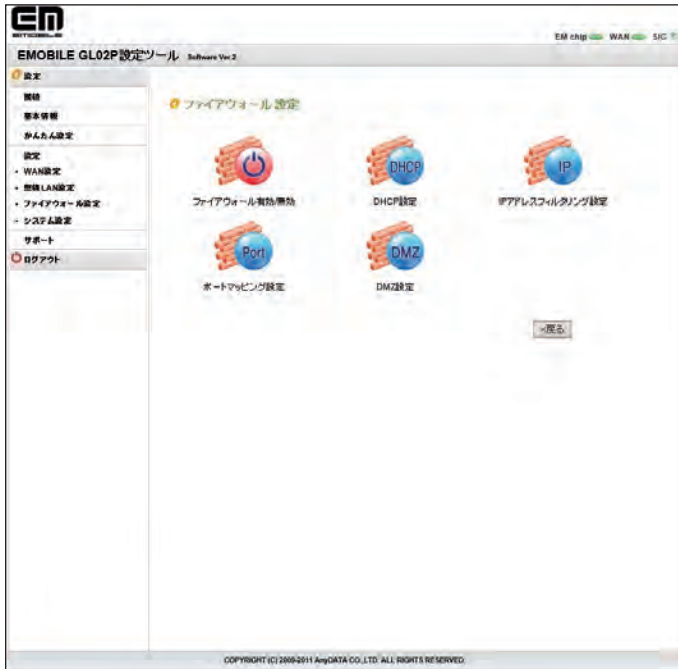 EM
EMOBILE
EM chip WAN SIG
EMOBILE GL02P設定ツール Software Ver.2
設定
接続
基本情報
かんたん設定
設定
・WAN設定
・無線LAN設定
・ファイアウォール設定
・システム設定
サポート
ログアウト
ファイアウォール 設定
DHCP
IP
ファイアウォール有効/無効
DHCP設定
IPアドレスフィルタリング設定
Port
DMZ
ポートマッピング設定
DMZ設定
<戻る
COPYRIGHT (C) 2009-2011 AnyDATA CO.,LTD. ALL RIGHTS RESERVED.